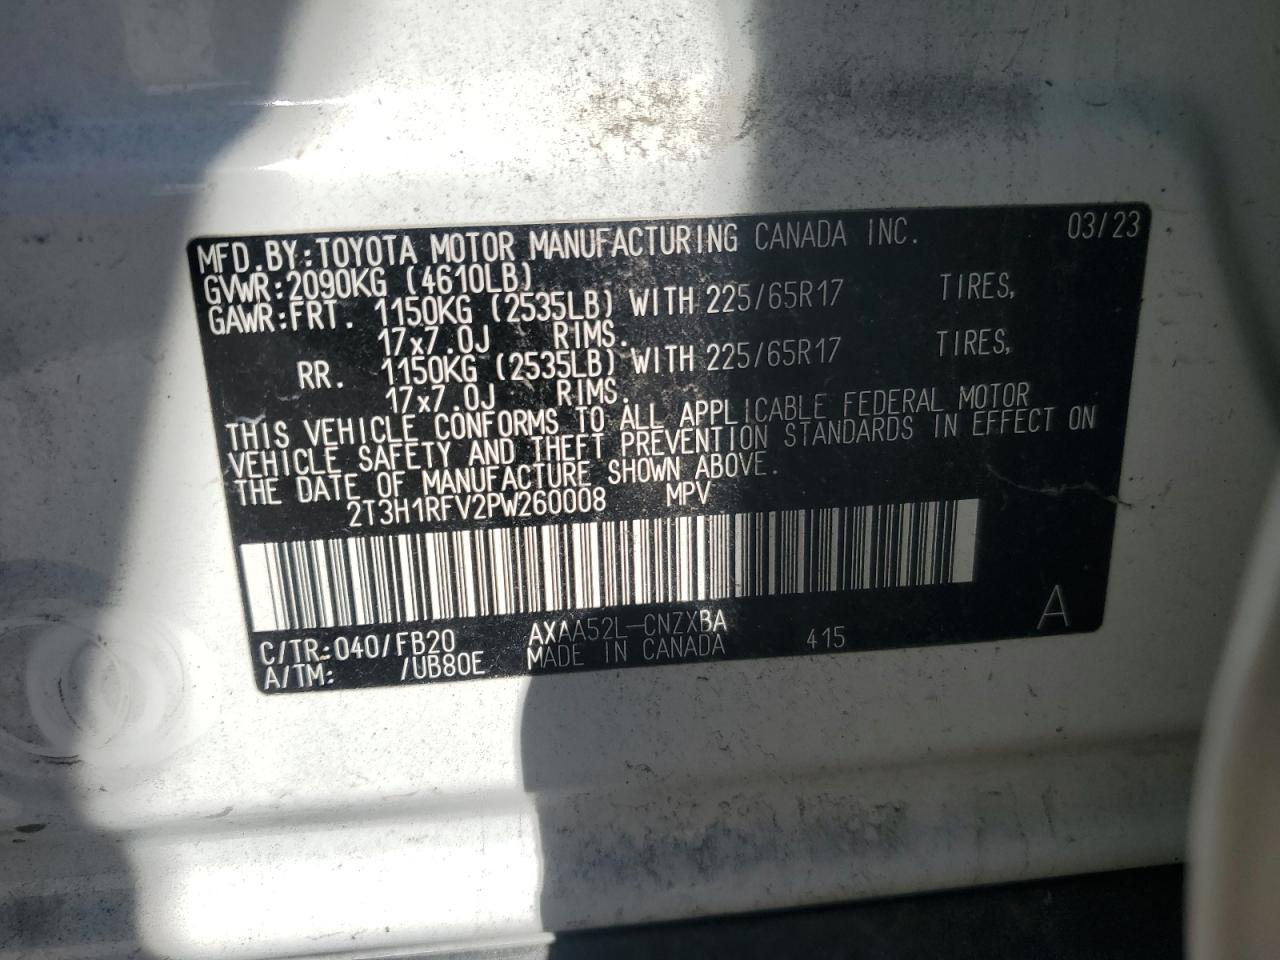 MFD.BY:TOYOTA MOTOR MANUFACTURING CANADA INC. 03/23
GVWR:2090KG (4610LB)
GAWR:FRT. 1150KG (2535LB) WITH 225/65R17 TIRES,
17x7.0J RIMS.
RR. 1150KG (2535LB) WITH 225/65R17 TIRES,
17x7.0J RIMS.
THIS VEHICLE CONFORMS TO ALL APPLICABLE FEDERAL MOTOR
VEHICLE SAFETY AND THEFT PREVENTION STANDARDS IN EFFECT ON
THE DATE OF MANUFACTURE SHOWN ABOVE.
2T3H1RFV2PW260008 MPV
C/TR:040/FB20 AXAA52L-CNZXBA 415 A
A/TM: /UB80E MADE IN CANADA